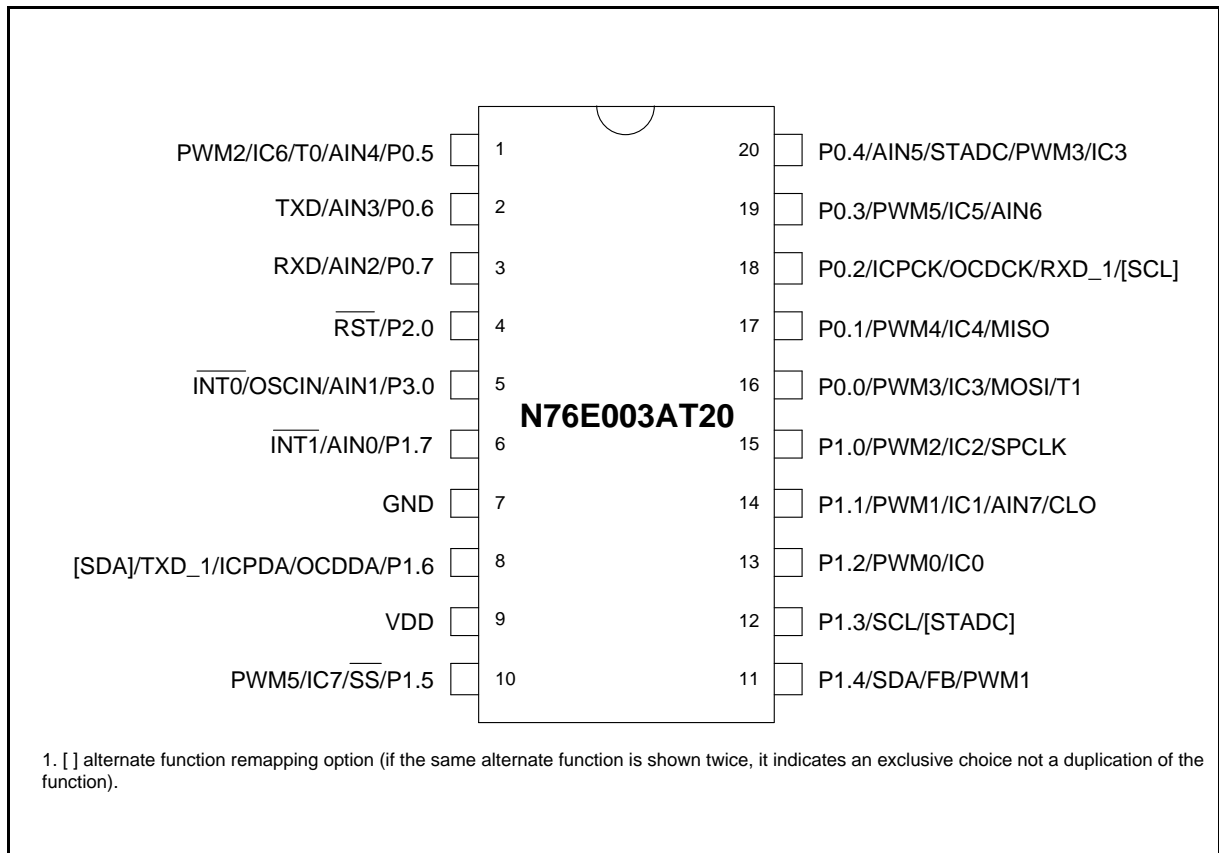 PWM2/IC6/T0/AIN4/P0.5 1
20 P0.4/AIN5/STADC/PWM3/IC3
TXD/AIN3/P0.6 2
19 P0.3/PWM5/IC5/AIN6
RXD/AIN2/P0.7 3
18 P0.2/ICPCK/OCDCK/RXD_1/[SCL]
RST/P2.0 4
17 P0.1/PWM4/IC4/MISO
INT0/OSCIN/AIN1/P3.0 5
16 P0.0/PWM3/IC3/MOSI/T1
N76E003AT20
INT1/AIN0/P1.7 6
15 P1.0/PWM2/IC2/SPCLK
GND 7
14 P1.1/PWM1/IC1/AIN7/CLO
[SDA]/TXD_1/ICPDA/OCDDA/P1.6 8
13 P1.2/PWM0/IC0
VDD 9
12 P1.3/SCL/[STADC]
PWM5/IC7/SS/P1.5 10
11 P1.4/SDA/FB/PWM1
1. [ ] alternate function remapping option (if the same alternate function is shown twice, it indicates an exclusive choice not a duplication of the
function).